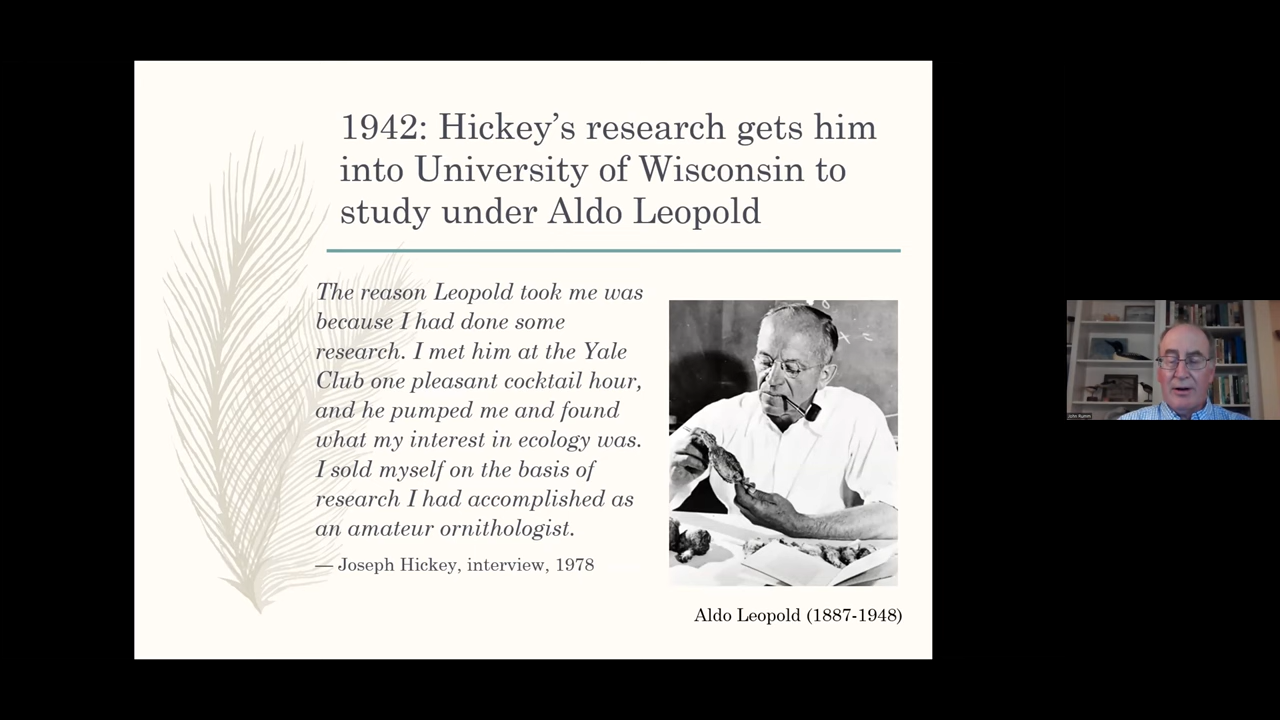 1942: Hickey's research gets him
into University of Wisconsin to
study under Aldo Leopold
The reason Leopold took me was
because I had done some
research. I met him at the Yale
Club one pleasant cocktail hour,
and he pumped me and found
what my interest in ecology was.
I sold myself on the basis of
research I had accomplished as
an amateur ornithologist.
— Joseph Hickey, interview, 1978
Aldo Leopold (1887-1948)